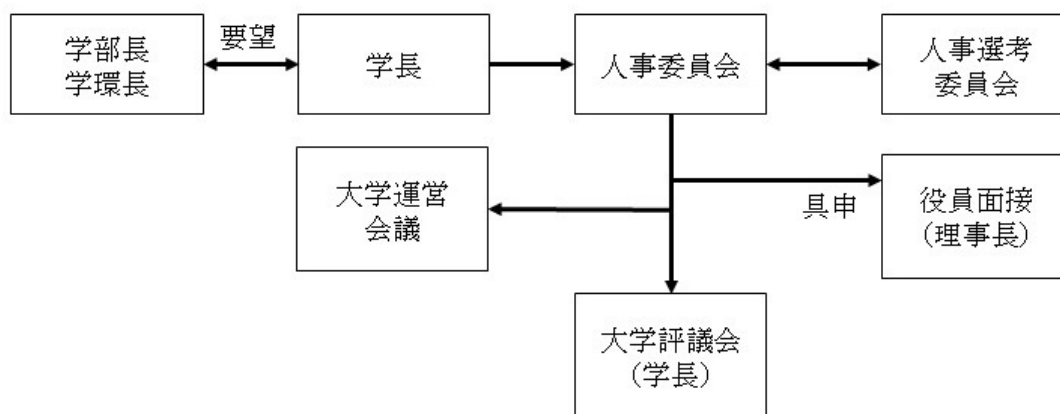 学部長
学環長
要望
学長
人事委員会
人事選考
委員会
大学運営
会議
具申
役員面接
(理事長)
大学評議会
(学長)